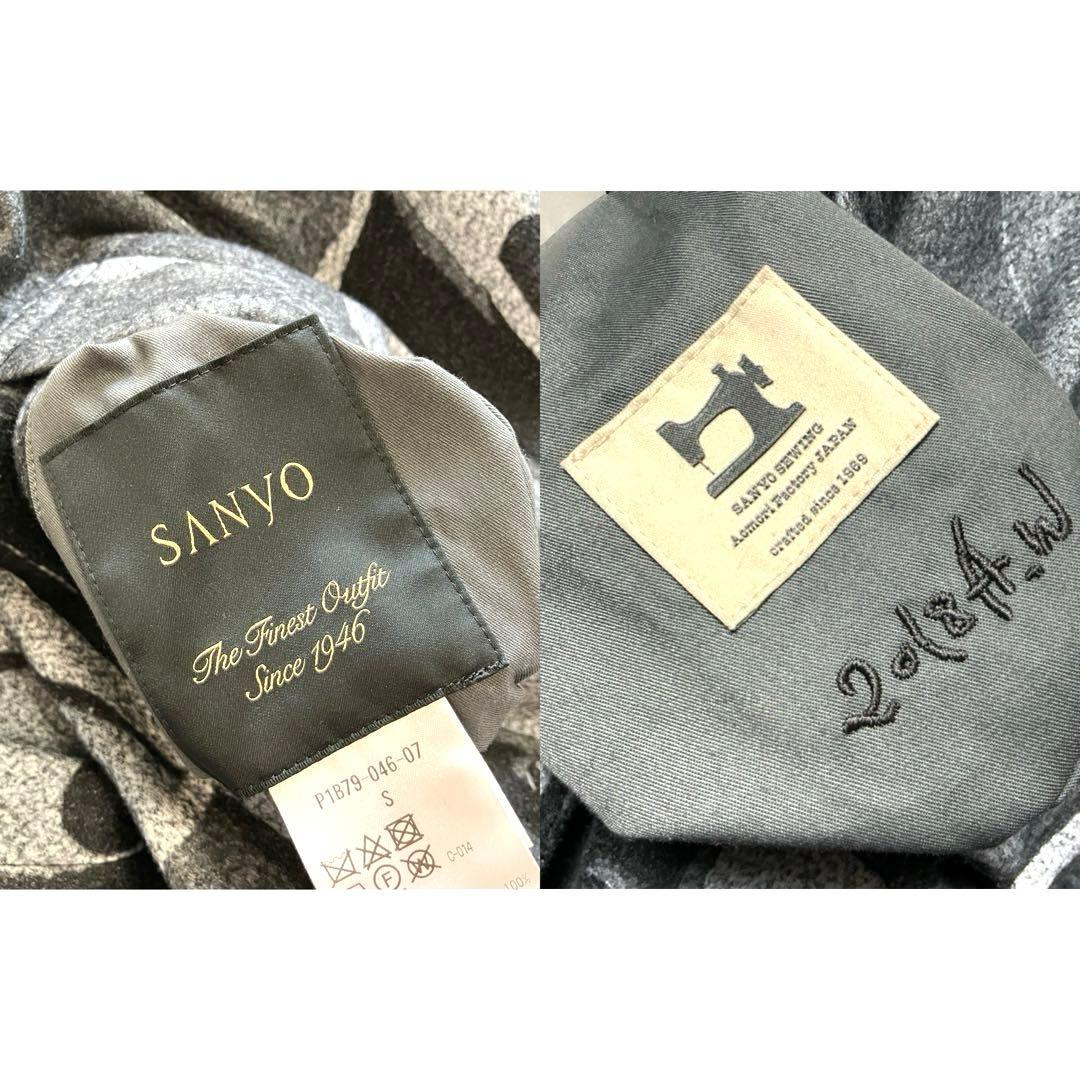 SANYO
The Finest Outfit
Since 1946
P1B79-046-07
S
F
W
C-014
100%
SANYO SEWING
Aomori Factory JAPAN
crafted since 1969
2018 A.W